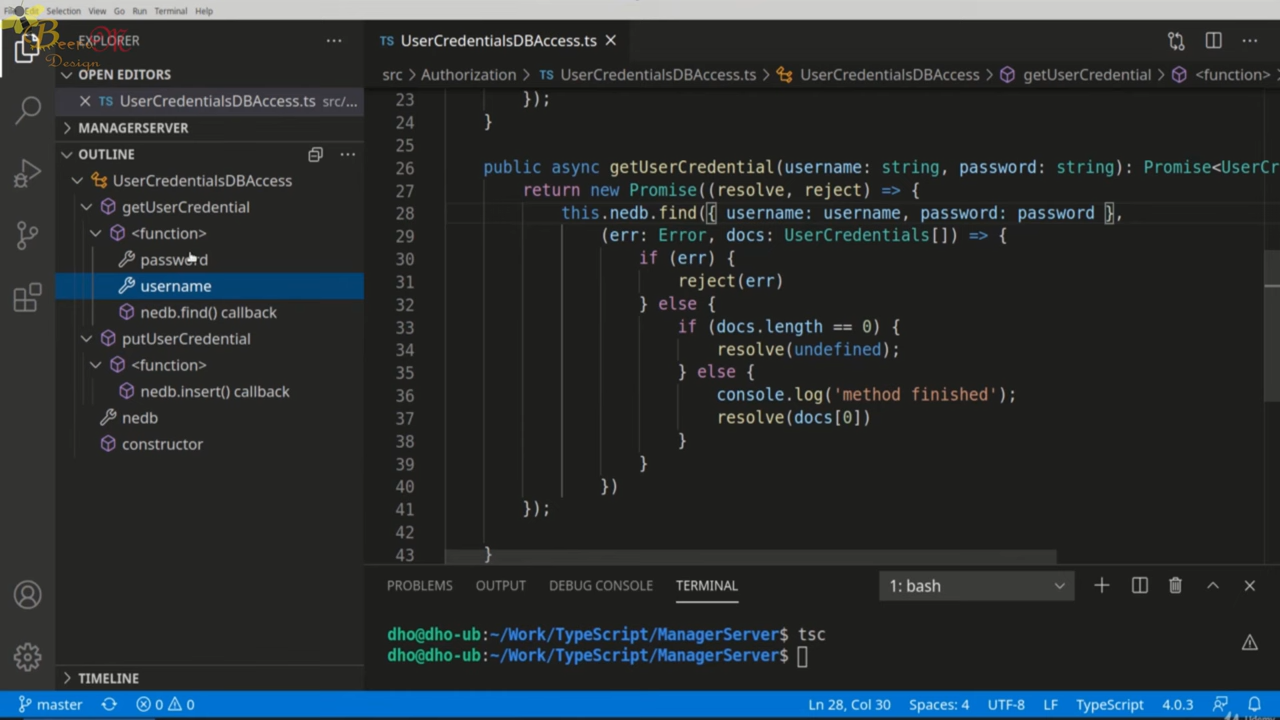 File Edit Selection View Go Run Terminal Help
Beena M
Design
EXPLORER
OPEN EDITORS
TS UserCredentialsDBAccess.ts src/...
MANAGERSERVER
OUTLINE
UserCredentialsDBAccess
getUserCredential
<function>
password
username
nedb.find() callback
putUserCredential
<function>
nedb.insert() callback
nedb
constructor
TIMELINE
TS UserCredentialsDBAccess.ts
src > Authorization > TS UserCredentialsDBAccess.ts > UserCredentialsDBAccess > getUserCredential > <function>
23 });
24 }
25
26 public async getUserCredential(username: string, password: string): Promise<UserCr
27 return new Promise((resolve, reject) => {
28 this.nedb.find({ username: username, password: password },
29 (err: Error, docs: UserCredentials[]) => {
30 if (err) {
31 reject(err)
32 } else {
33 if (docs.length == 0) {
34 resolve(undefined);
35 } else {
36 console.log('method finished');
37 resolve(docs[0])
38 }
39 }
40 })
41 });
42
43 }
PROBLEMS OUTPUT DEBUG CONSOLE TERMINAL 1: bash
dho@dho-ub:~/Work/TypeScript/ManagerServer$ tsc
dho@dho-ub:~/Work/TypeScript/ManagerServer$
master 0 0 Ln 28, Col 30 Spaces: 4 UTF-8 LF TypeScript 4.0.3